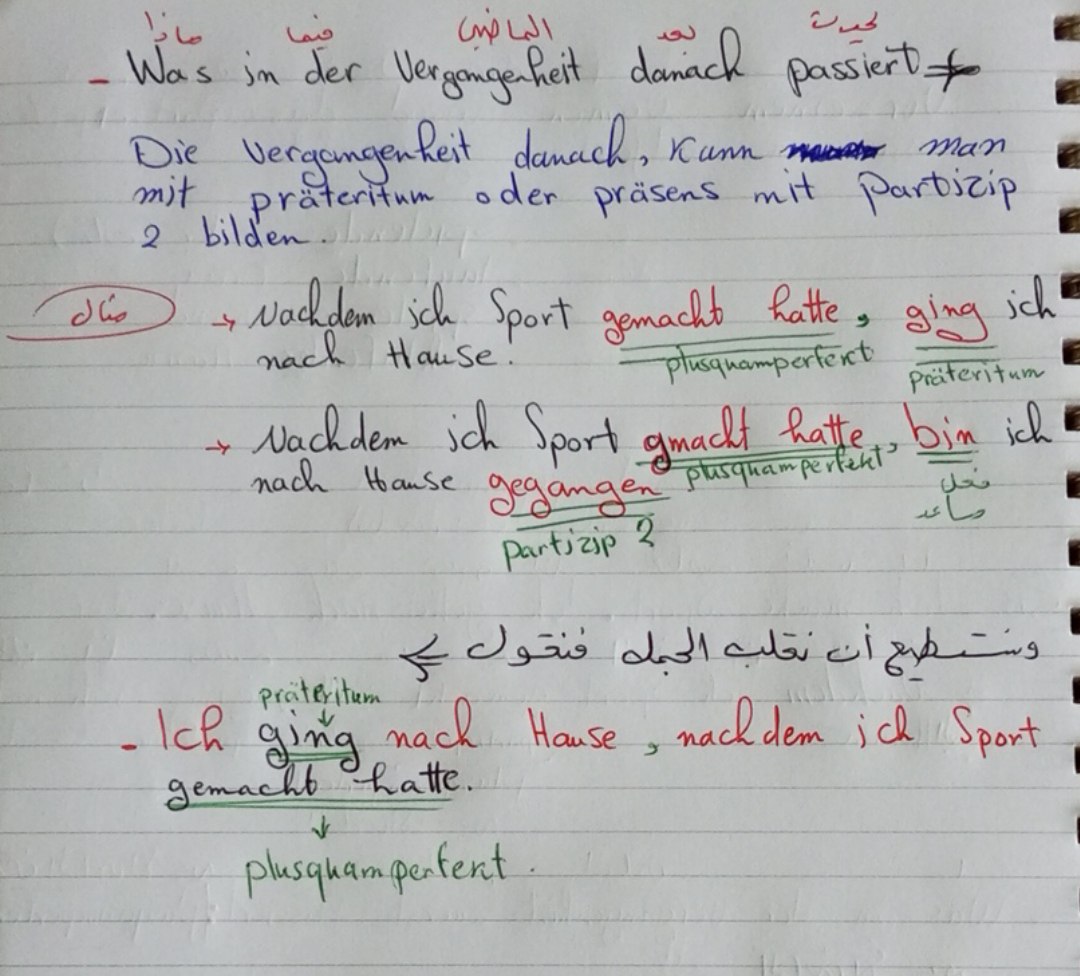 ماذا فيما الماضي بعد يحدث
- Was in der Vergangenheit danach passiert
Die Vergangenheit danach, kann man
mit präteritum oder präsens mit Partizip
2 bilden.
مثال → Nachdem ich Sport gemacht hatte, ging ich
nach Hause. plusquamperfekt präteritum
→ Nachdem ich Sport gmacht hatte, bin ich
nach Hause gegangen plusquamperfekt فعل
مساعد
Partizip 2
ونستطيع أن نقلب الجمله فنقول
präteritum
- Ich ging nach Hause, nachdem ich Sport
gemacht hatte.
plusquamperfekt.